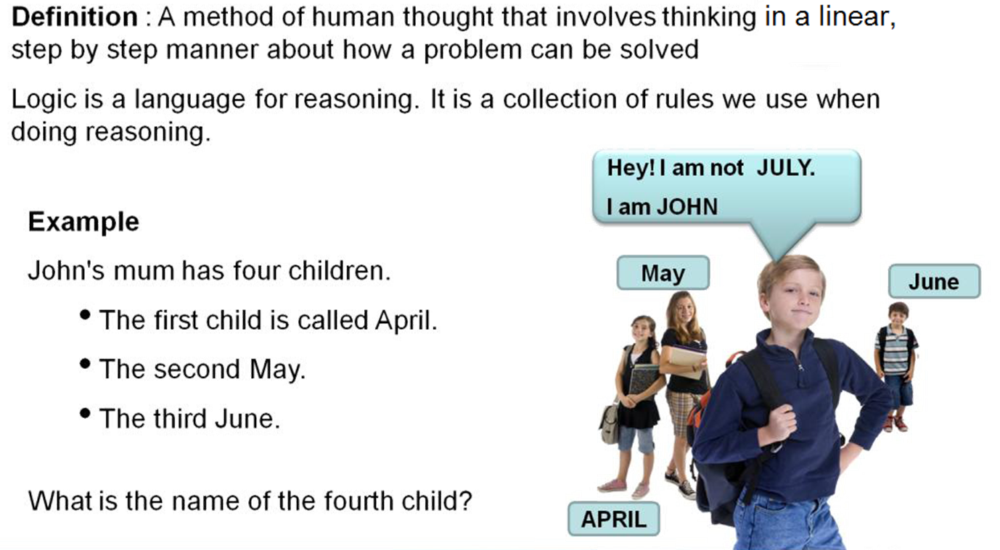 Definition : A method of human thought that involves thinking in a linear,
step by step manner about how a problem can be solved
Logic is a language for reasoning. It is a collection of rules we use when
doing reasoning.
Hey! I am not JULY.
I am JOHN
Example
John's mum has four children.
• The first child is called April.
• The second May.
• The third June.
What is the name of the fourth child?
May
June
APRIL